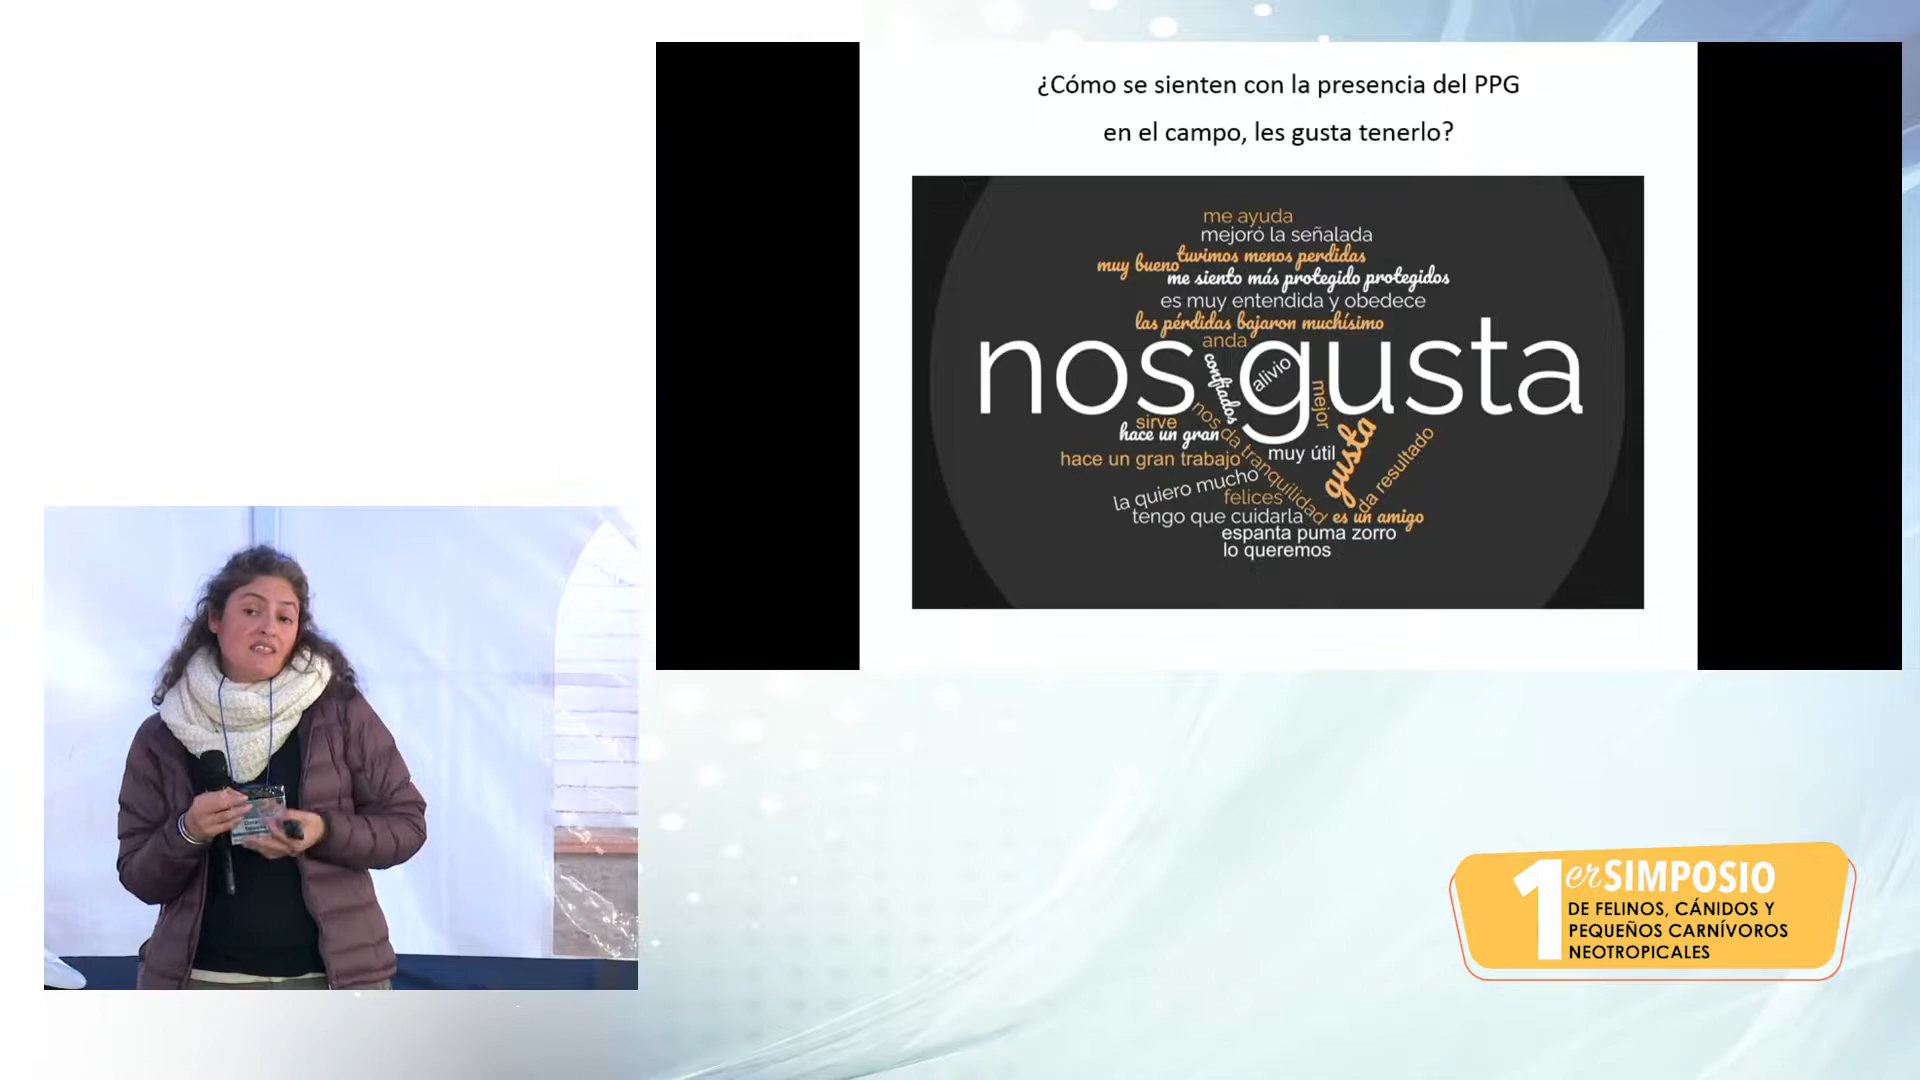 ¿Cómo se sienten con la presencia del PPG
en el campo, les gusta tenerlo?
me ayuda
mejoró la señalada
tuvimos menos perdidas
muy bueno
me siento más protegido protegidos
es muy entendida y obedece
las pérdidas bajaron muchísimo
anda
nos gusta
confiados
alivio
mejor
sirve
hace un gran
nos da tranquilidad
muy útil
gusta
da resultado
hace un gran trabajo
la quiero mucho
felices
tengo que cuidarla
es un amigo
espanta puma zorro
lo queremos
1er SIMPOSIO
DE FELINOS, CÁNIDOS Y
PEQUEÑOS CARNÍVOROS
NEOTROPICALES